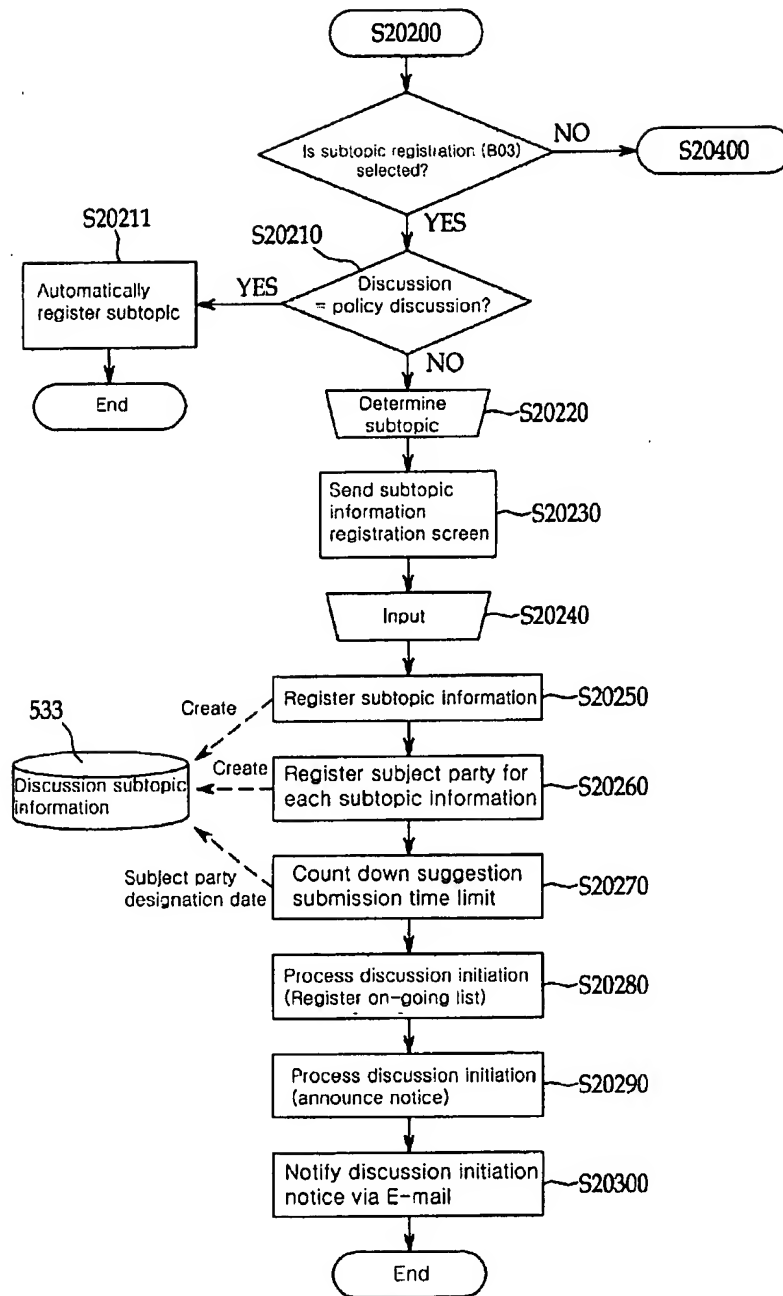 S20200
Is subtopic registration (B03)
selected?
NO
S20400
YES
S20211
S20210
Automatically
register subtopic
YES
Discussion
= policy discussion?
End
NO
Determine
subtopic
S20220
Send subtopic
information
registration screen
S20230
Input
S20240
Register subtopic information
S20250
Create
533
Discussion subtopic
information
Create
Register subject party for
each subtopic information
S20260
Subject party
designation date
Count down suggestion
submission time limit
S20270
Process discussion initiation
(Register on-going list)
S20280
Process discussion initiation
(announce notice)
S20290
Notify discussion initiation
notice via E-mail
S20300
End